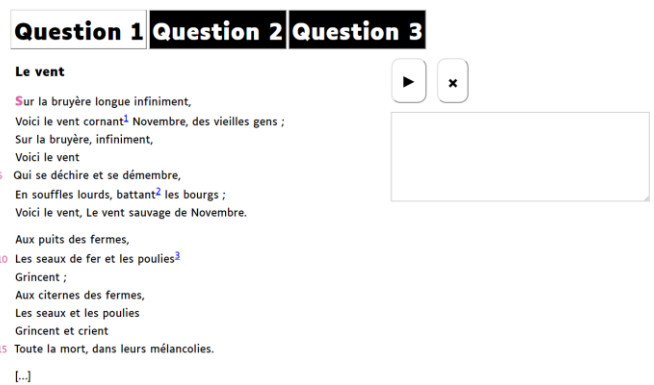 Question 1 Question 2 Question 3
Le vent
Sur la bruyère longue infiniment,
Voici le vent cornant1 Novembre, des vieilles gens ;
Sur la bruyère, infiniment,
Voici le vent
5 Qui se déchire et se démembre,
En souffles lourds, battant2 les bourgs ;
Voici le vent, Le vent sauvage de Novembre.
Aux puits des fermes,
10 Les seaux de fer et les poulies3
Grincent ;
Aux citernes des fermes,
Les seaux et les poulies
Grincent et crient
15 Toute la mort, dans leurs mélancolies.
[...]